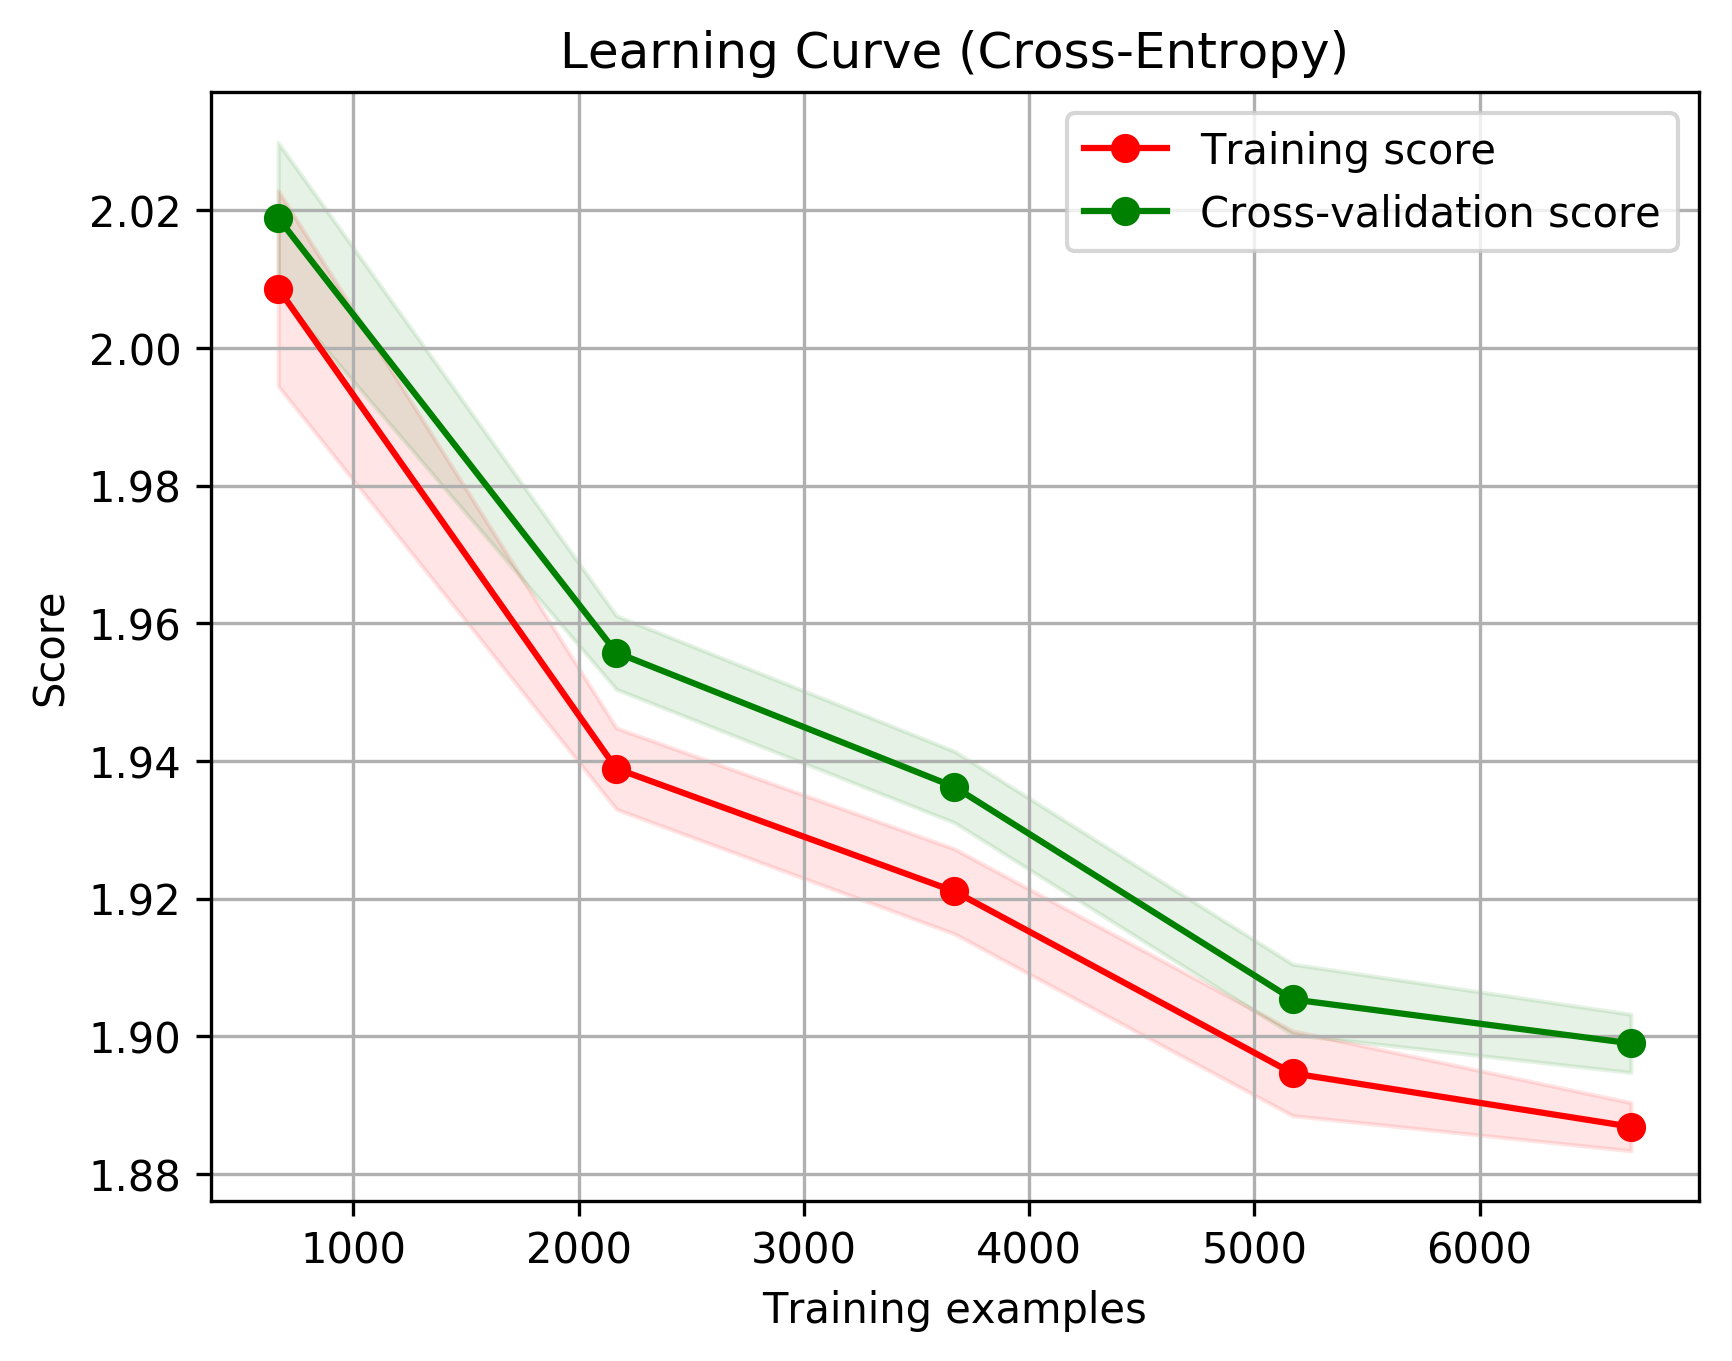 Learning Curve (Cross-Entropy)
Training score
Cross-validation score
2.02
2.00
1.98
1.96
1.94
1.92
1.90
1.88
Score
1000 2000 3000 4000 5000 6000
Training examples